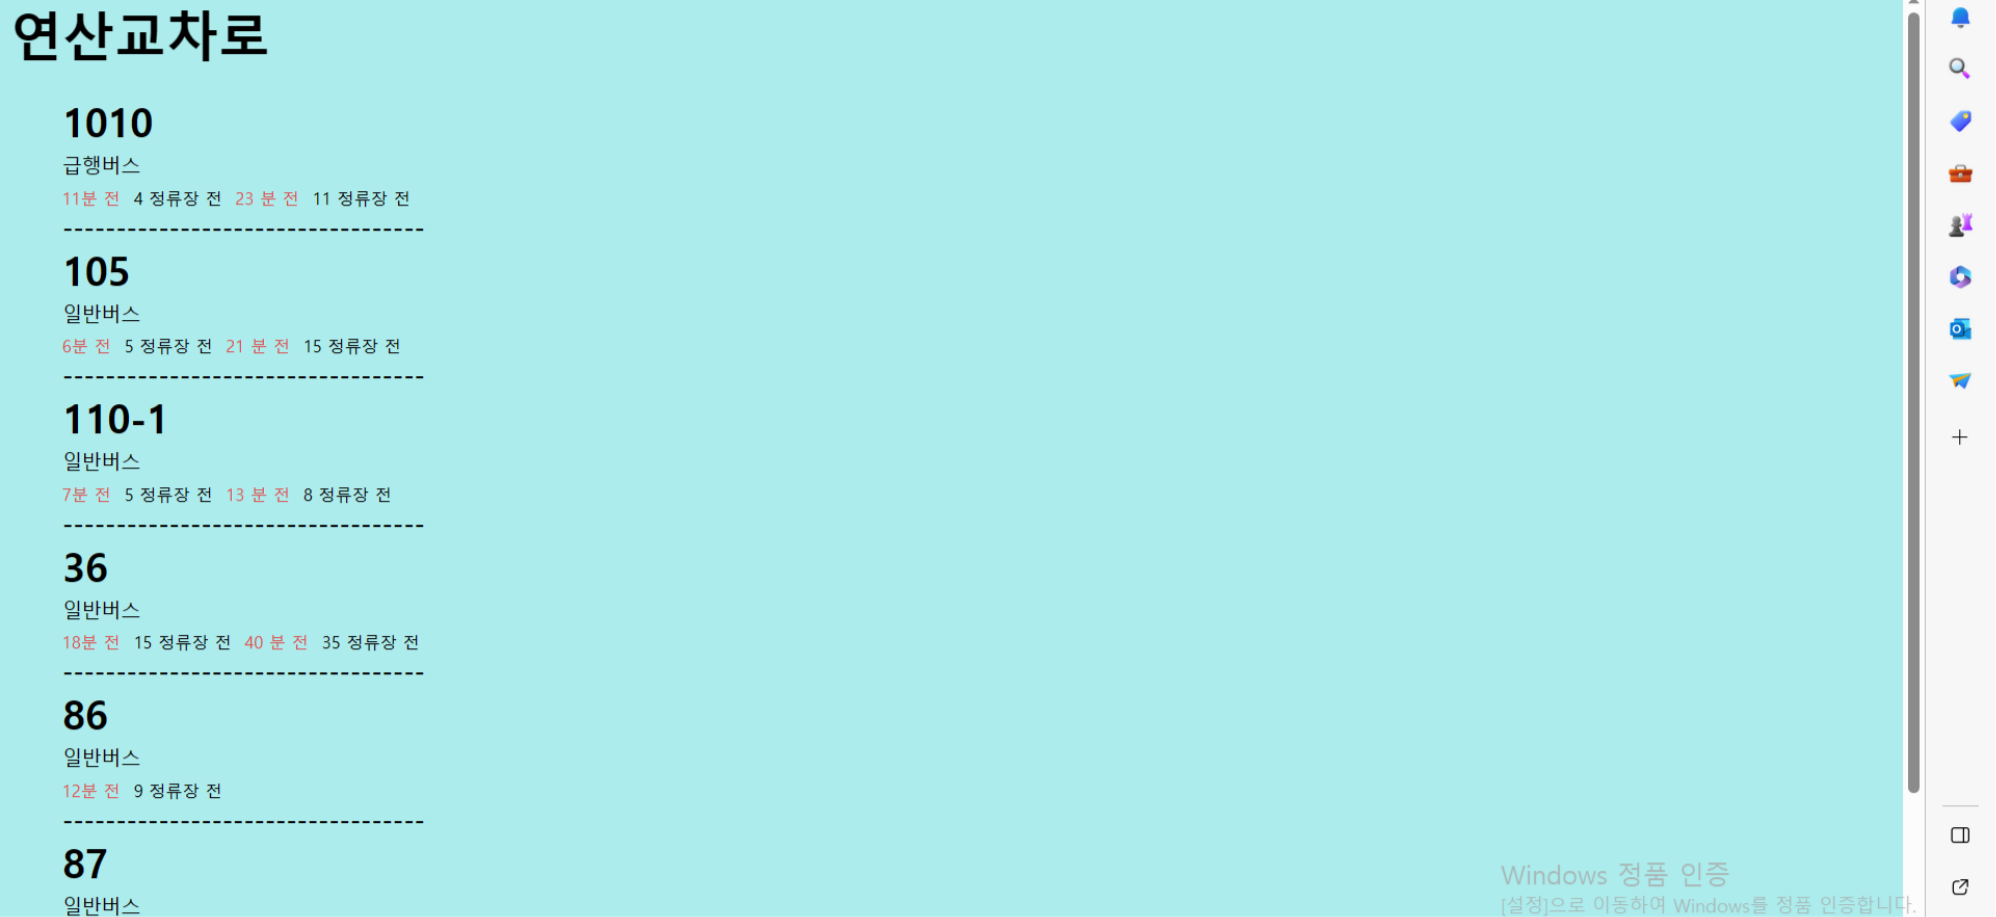 연산교차로
1010
급행버스
11분 전 4 정류장 전 23 분 전 11 정류장 전
----------------------------------
105
일반버스
6분 전 5 정류장 전 21 분 전 15 정류장 전
----------------------------------
110-1
일반버스
7분 전 5 정류장 전 13 분 전 8 정류장 전
----------------------------------
36
일반버스
18분 전 15 정류장 전 40 분 전 35 정류장 전
----------------------------------
86
일반버스
12분 전 9 정류장 전
----------------------------------
87
일반버스
Windows 정품 인증
[설정]으로 이동하여 Windows를 정품 인증합니다.